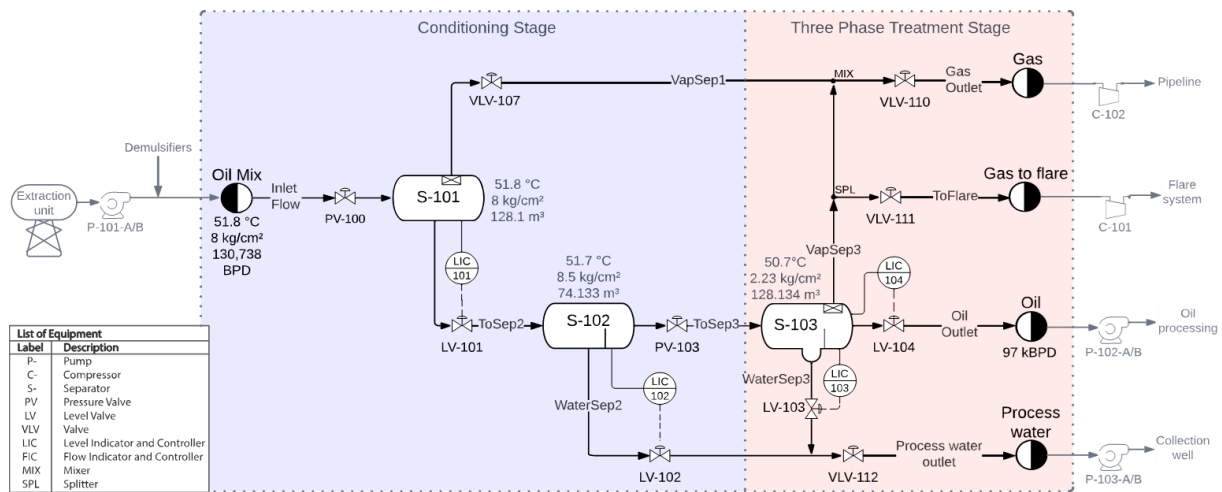 Conditioning Stage
Three Phase Treatment Stage
Demulsifiers
Extraction
unit
P-101-A/B
Oil Mix
51.8 °C
8 kg/cm²
130,738
BPD
Inlet
Flow
PV-100
S-101
51.8 °C
8 kg/cm²
128.1 m³
VLV-107
VapSep1
MIX
VLV-110
Gas
Outlet
Gas
C-102
Pipeline
SPL
VLV-111
ToFlare
Gas to flare
C-101
Flare
system
VapSep3
LIC
101
LV-101
ToSep2
51.7 °C
8.5 kg/cm²
74.133 m³
S-102
PV-103
ToSep3
50.7°C
2.23 kg/cm²
128.134 m³
S-103
LIC
104
LV-104
Oil
Outlet
Oil
97 kBPD
P-102-A/B
Oil
processing
LIC
102
WaterSep2
LV-102
WaterSep3
LIC
103
LV-103
VLV-112
Process water
outlet
Process
water
P-103-A/B
Collection
well
List of Equipment
Label Description
P- Pump
C- Compressor
S- Separator
PV Pressure Valve
LV Level Valve
VLV Valve
LIC Level Indicator and Controller
FIC Flow Indicator and Controller
MIX Mixer
SPL Splitter